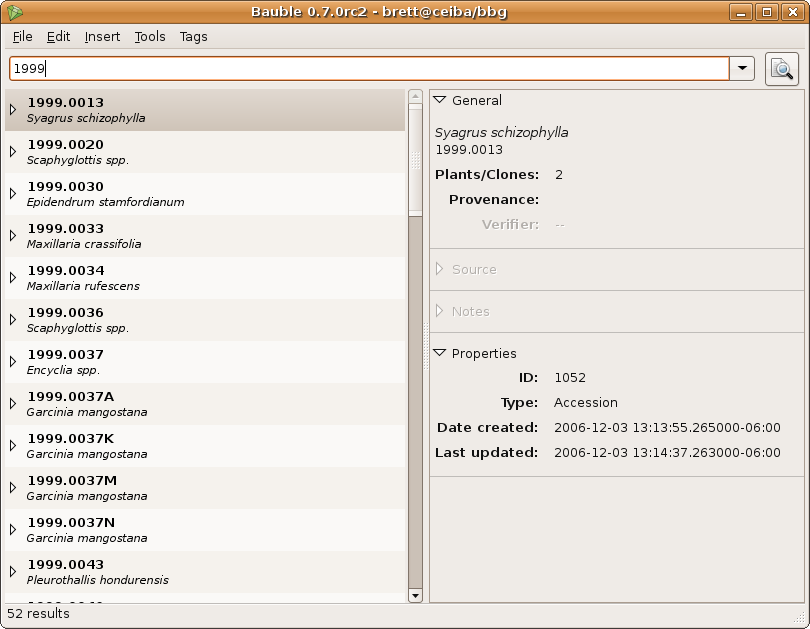 Bauble 0.7.0rc2 - brett@ceiba/bbg
File Edit Insert Tools Tags
1999
1999.0013
Syagrus schizophylla
1999.0020
Scaphyglottis spp.
1999.0030
Epidendrum stamfordianum
1999.0033
Maxillaria crassifolia
1999.0034
Maxillaria rufescens
1999.0036
Scaphyglottis spp.
1999.0037
Encyclia spp.
1999.0037A
Garcinia mangostana
1999.0037K
Garcinia mangostana
1999.0037M
Garcinia mangostana
1999.0037N
Garcinia mangostana
1999.0043
Pleurothallis hondurensis
General
Syagrus schizophylla
1999.0013
Plants/Clones: 2
Provenance:
Verifier: --
Source
Notes
Properties
ID: 1052
Type: Accession
Date created: 2006-12-03 13:13:55.265000-06:00
Last updated: 2006-12-03 13:14:37.263000-06:00
52 results